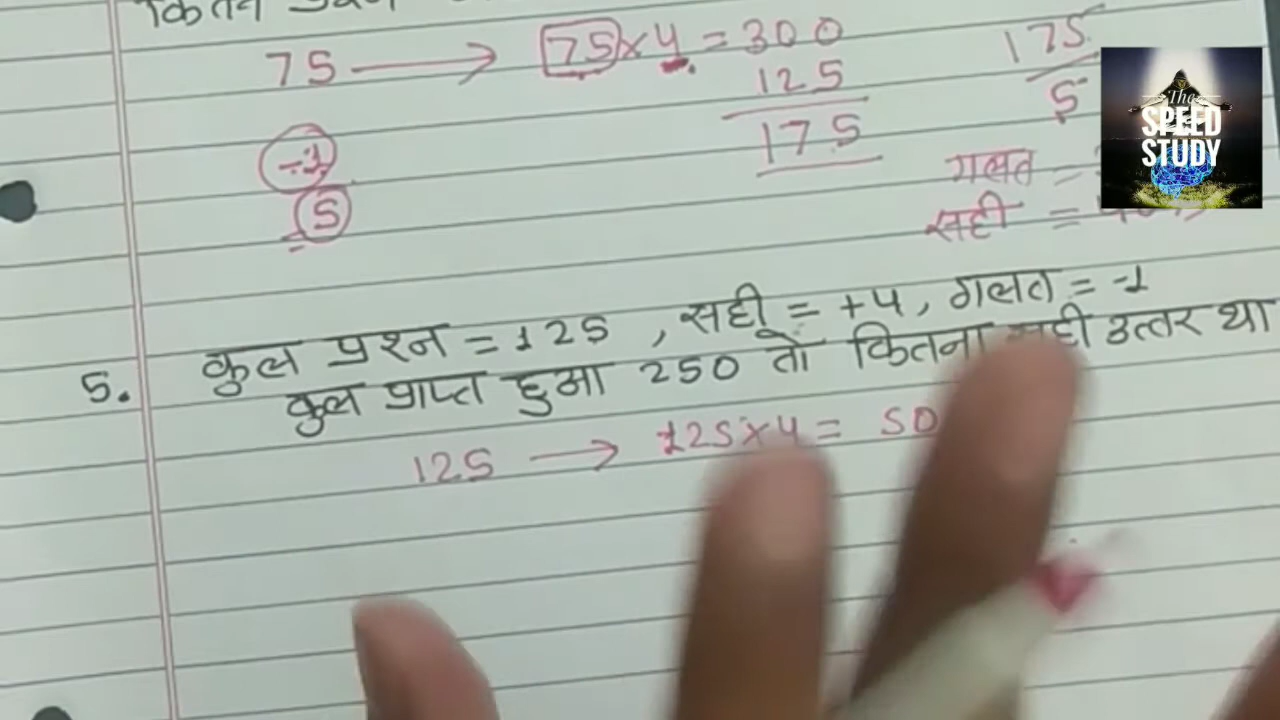 75 → 75 × 4 = 300
125
175
175
5
The
SPEED
STUDY
-1
5
गलत =
सही =
5. कुल प्रश्न = 125 , सही = +4 , गलत = -1
कुल प्राप्त हुआ 250 तो कितना सही उत्तर था
125 → 125 × 4 = 50